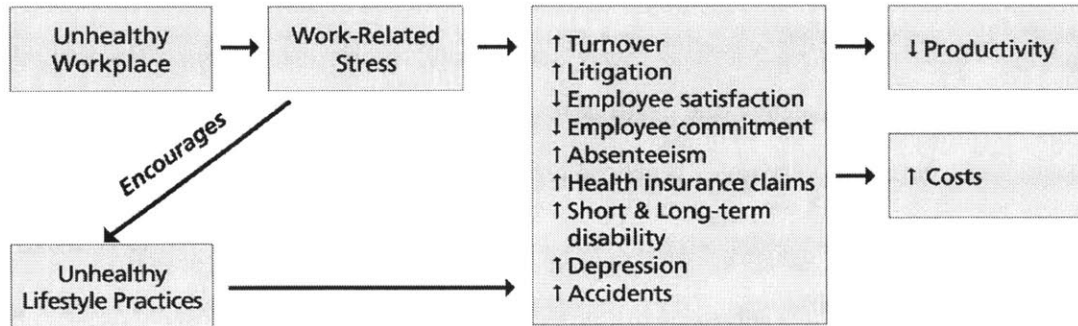 Unhealthy
Workplace
Work-Related
Stress
↑ Turnover
↑ Litigation
↓ Employee satisfaction
↓ Employee commitment
↑ Absenteeism
↑ Health insurance claims
↑ Short & Long-term
disability
↑ Depression
↑ Accidents
↓ Productivity
↑ Costs
Encourages
Unhealthy
Lifestyle Practices